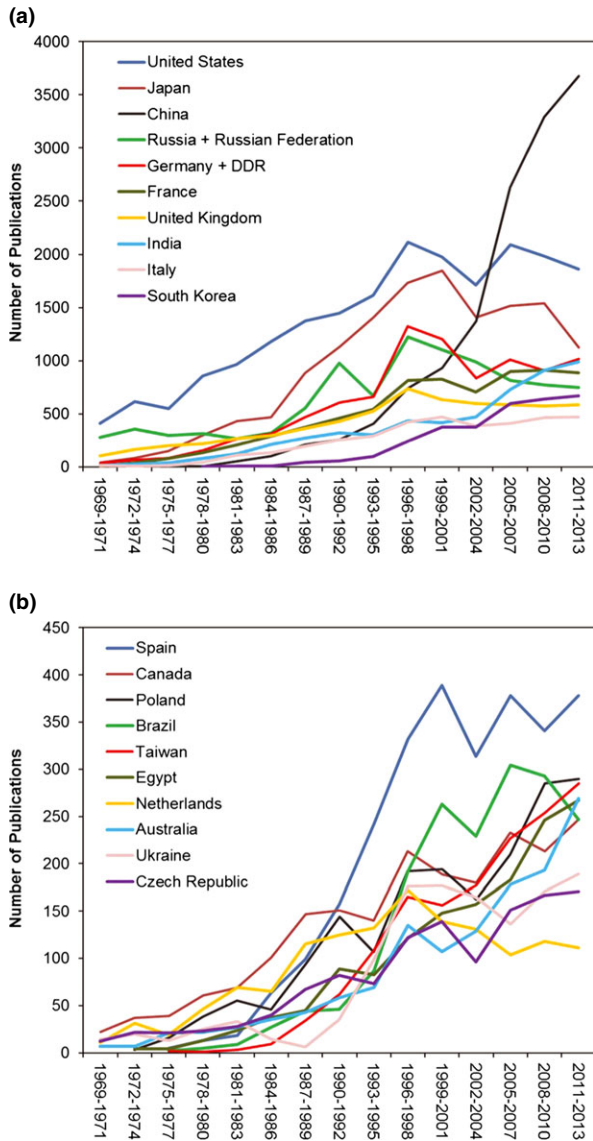 (a)
4000
3500
3000
2500
2000
1500
1000
500
0
Number of Publications
United States
Japan
China
Russia + Russian Federation
Germany + DDR
France
United Kingdom
India
Italy
South Korea
1969-1971
1972-1974
1975-1977
1978-1980
1981-1983
1984-1986
1987-1989
1990-1992
1993-1995
1996-1998
1999-2001
2002-2004
2005-2007
2008-2010
2011-2013
(b)
450
400
350
300
250
200
150
100
50
0
Number of Publications
Spain
Canada
Poland
Brazil
Taiwan
Egypt
Netherlands
Australia
Ukraine
Czech Republic
1969-1971
1972-1974
1975-1977
1978-1980
1981-1983
1984-1986
1987-1989
1990-1992
1993-1995
1996-1998
1999-2001
2002-2004
2005-2007
2008-2010
2011-2013